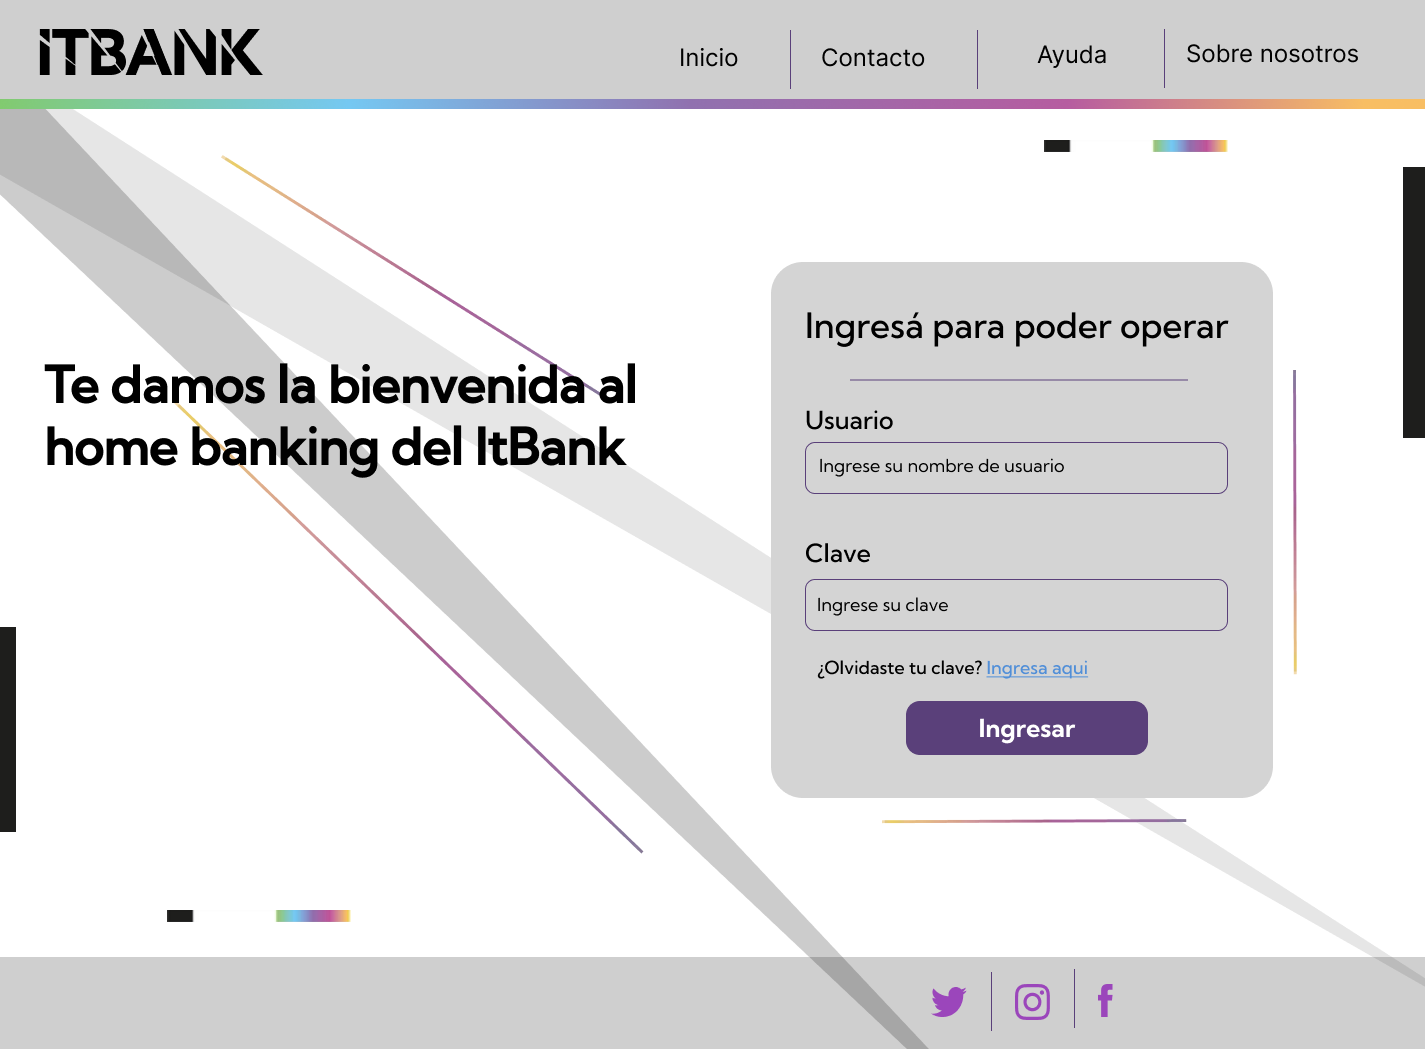 ITBANK
Inicio
Contacto
Ayuda
Sobre nosotros
Te damos la bienvenida al
home banking del ItBank
Ingresá para poder operar
Usuario
Ingrese su nombre de usuario
Clave
Ingrese su clave
¿Olvidaste tu clave? Ingresa aqui
Ingresar